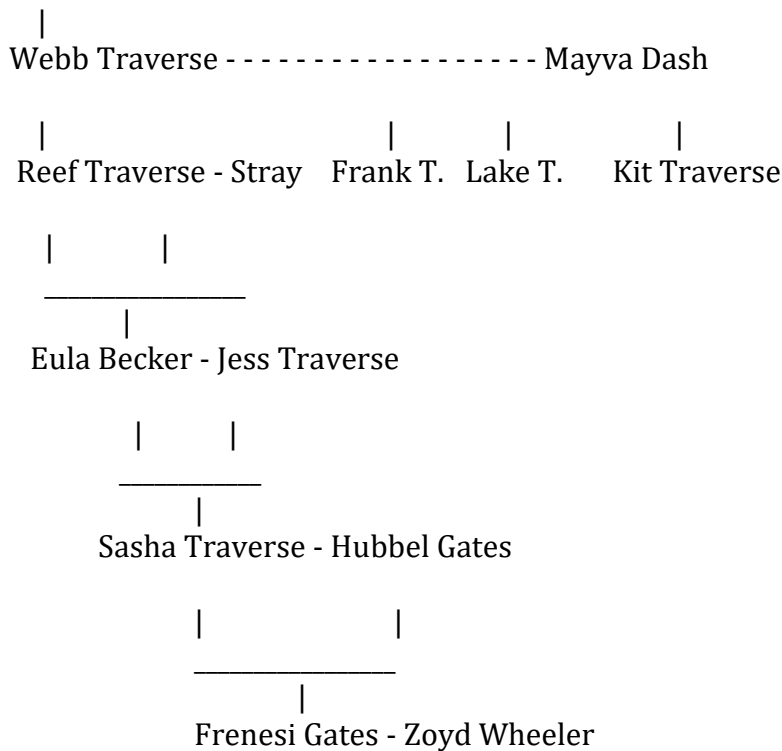 Webb Traverse - - - - - - - - - - - - - - - - - - Mayva Dash
Reef Traverse - Stray Frank T. Lake T. Kit Traverse
Eula Becker - Jess Traverse
Sasha Traverse - Hubbel Gates
Frenesi Gates - Zoyd Wheeler